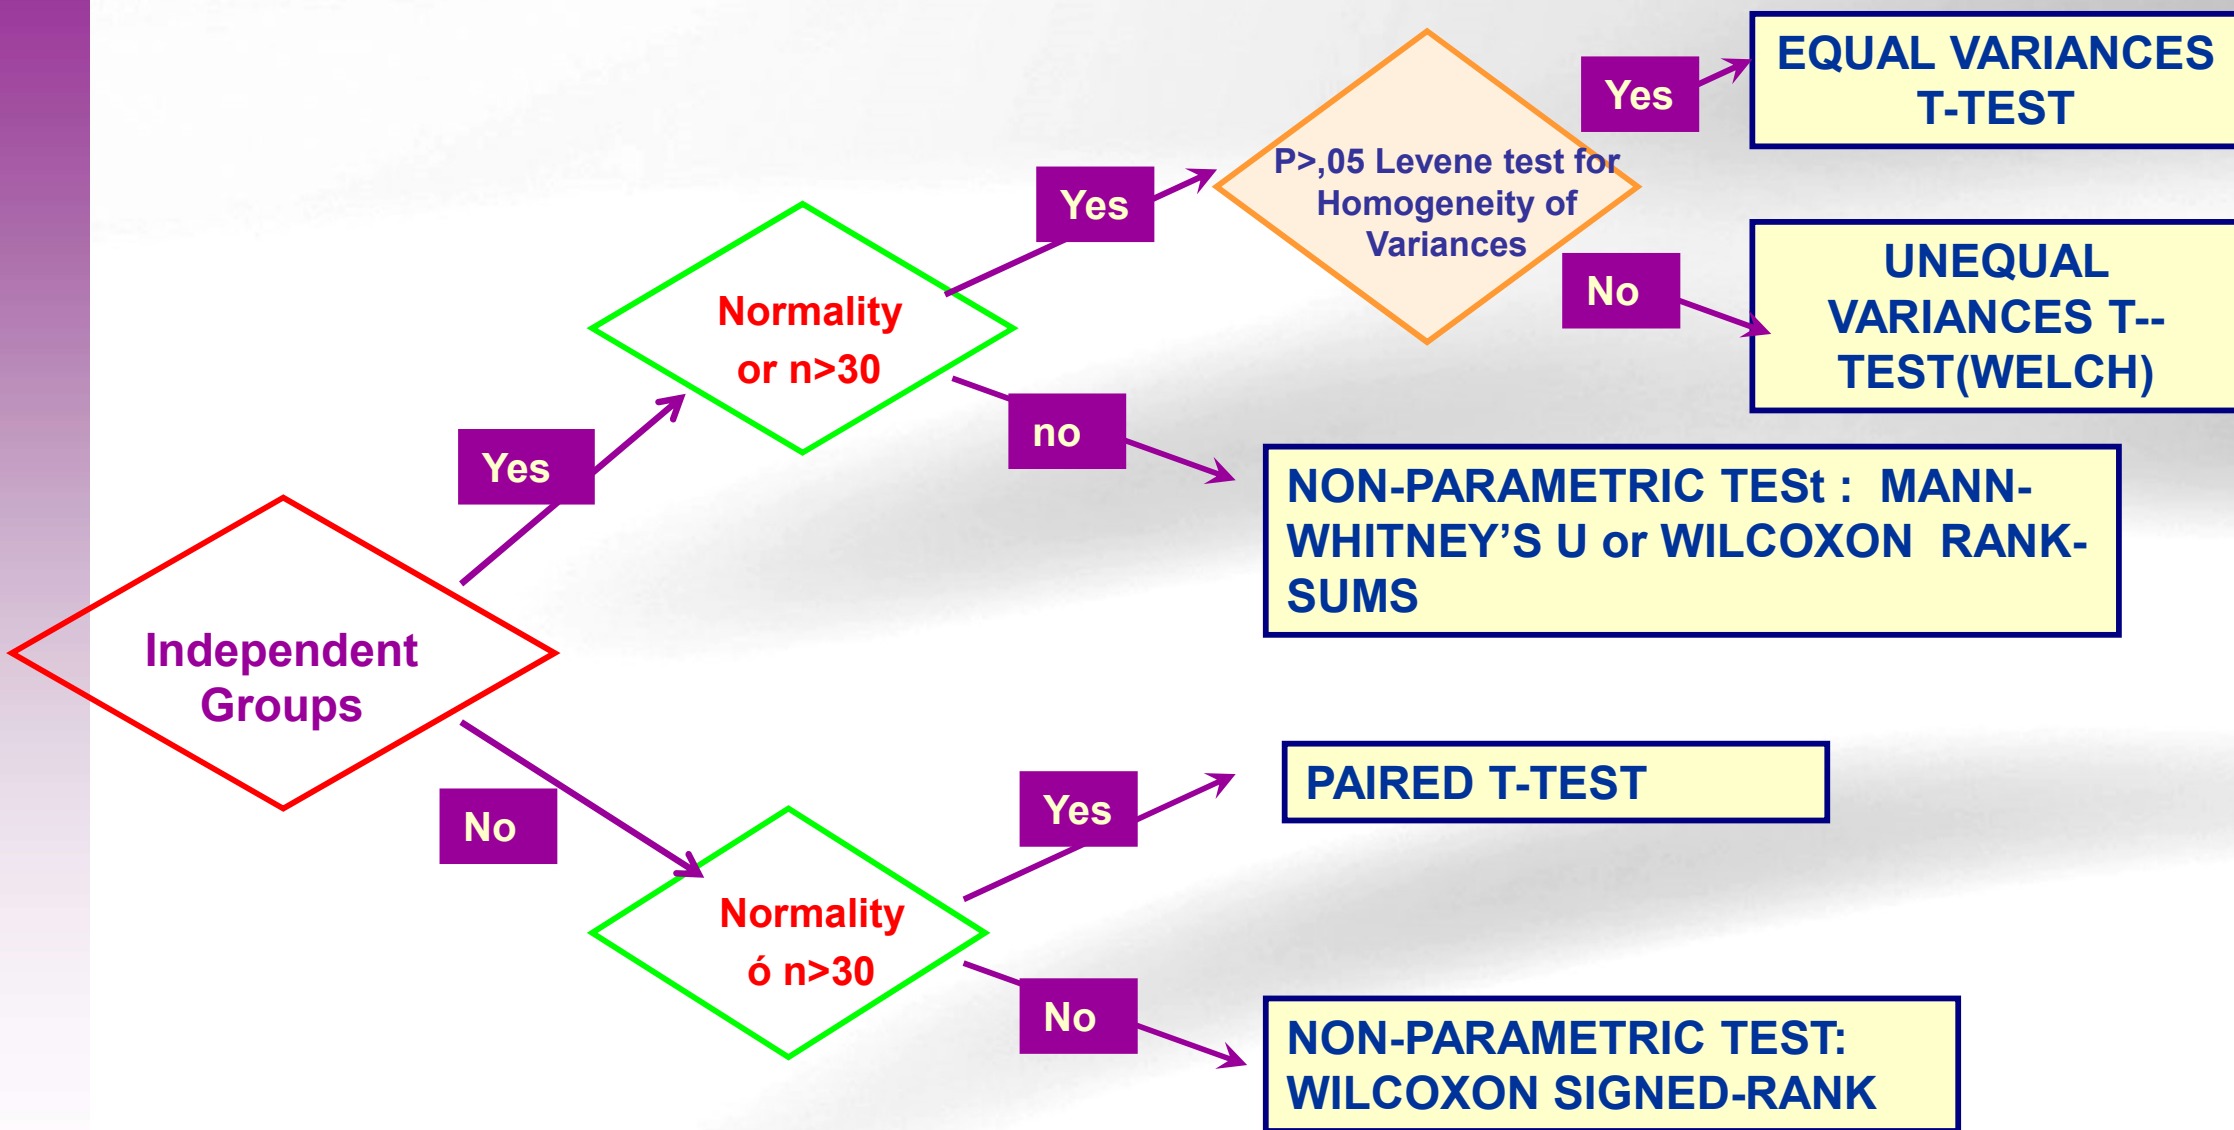 EQUAL VARIANCES
T-TEST
Yes
P>,05 Levene test for
Homogeneity of
Variances
Yes
UNEQUAL
VARIANCES T--
TEST(WELCH)
No
Normality
or n>30
no
Yes
NON-PARAMETRIC TESt : MANN-
WHITNEY’S U or WILCOXON RANK-
SUMS
Independent
Groups
PAIRED T-TEST
Yes
No
Normality
ó n>30
No
NON-PARAMETRIC TEST:
WILCOXON SIGNED-RANK